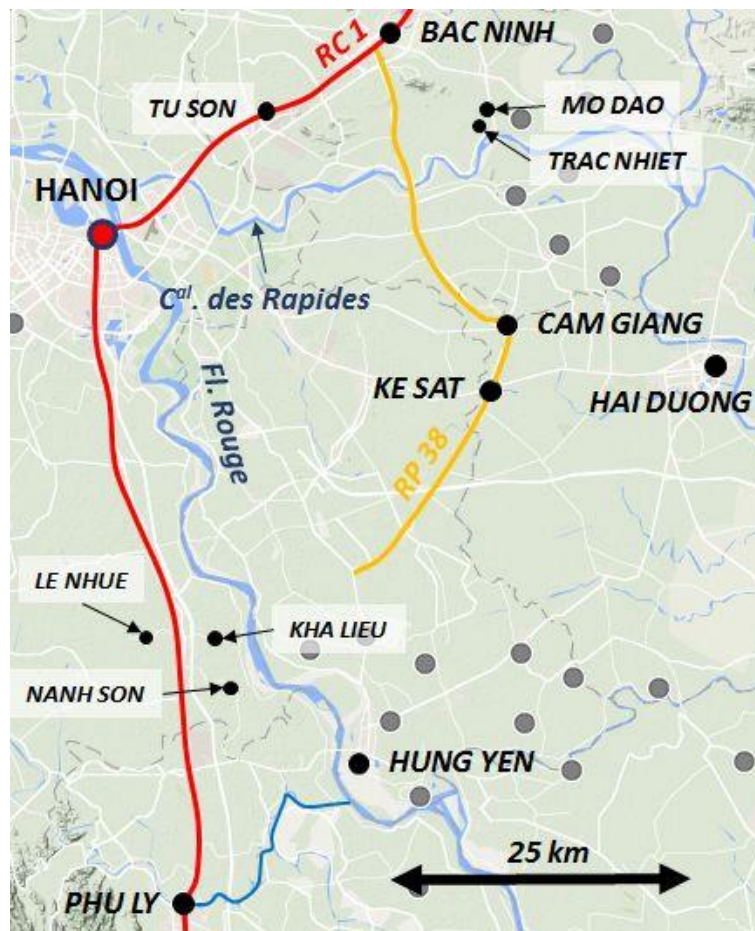 BAC NINH
RC 1
TU SON
MO DAO
TRAC NHIET
HANOI
Cal. des Rapides
CAM GIANG
Fl. Rouge
KE SAT
HAI DUONG
RP 38
LE NHUE
KHA LIEU
NANH SON
HUNG YEN
25 km
PHU LY